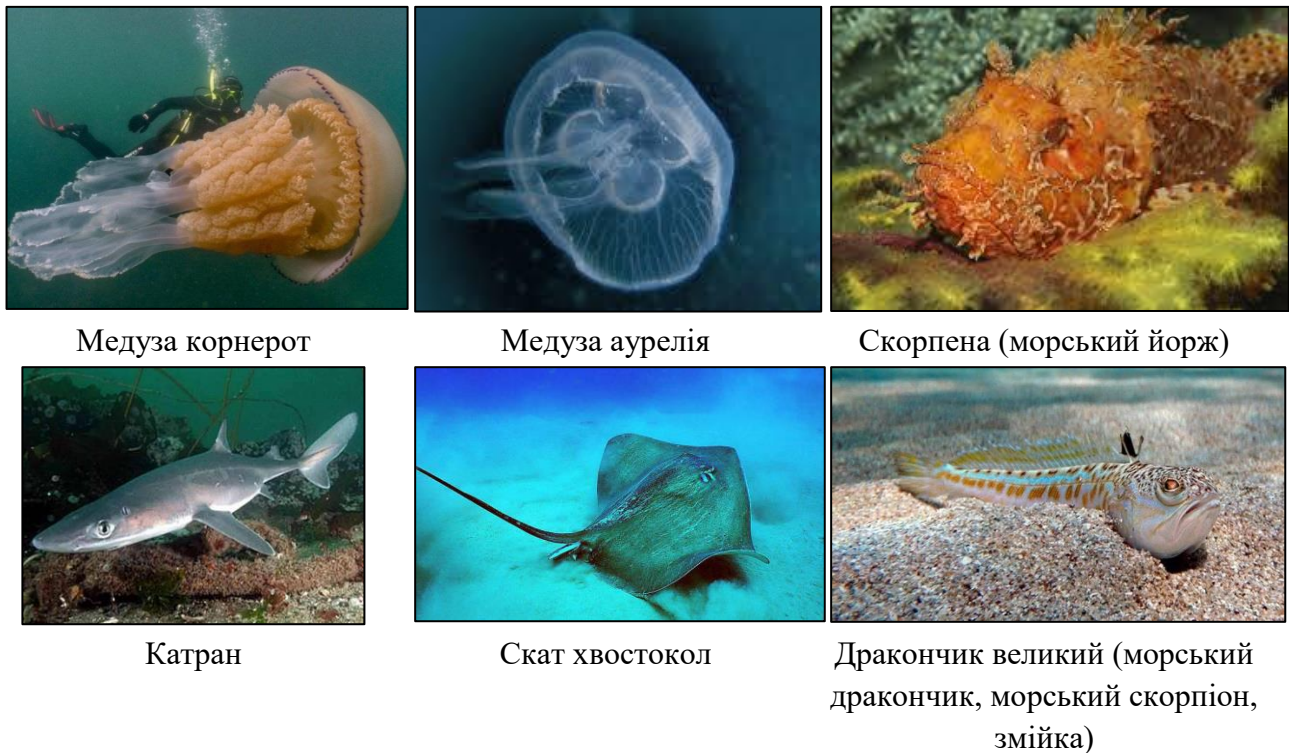 Медуза корнерот
Медуза аурелія
Скорпена (морський йорж)
Катран
Скат хвостокол
Дракончик великий (морський
дракончик, морський скорпіон,
змійка)